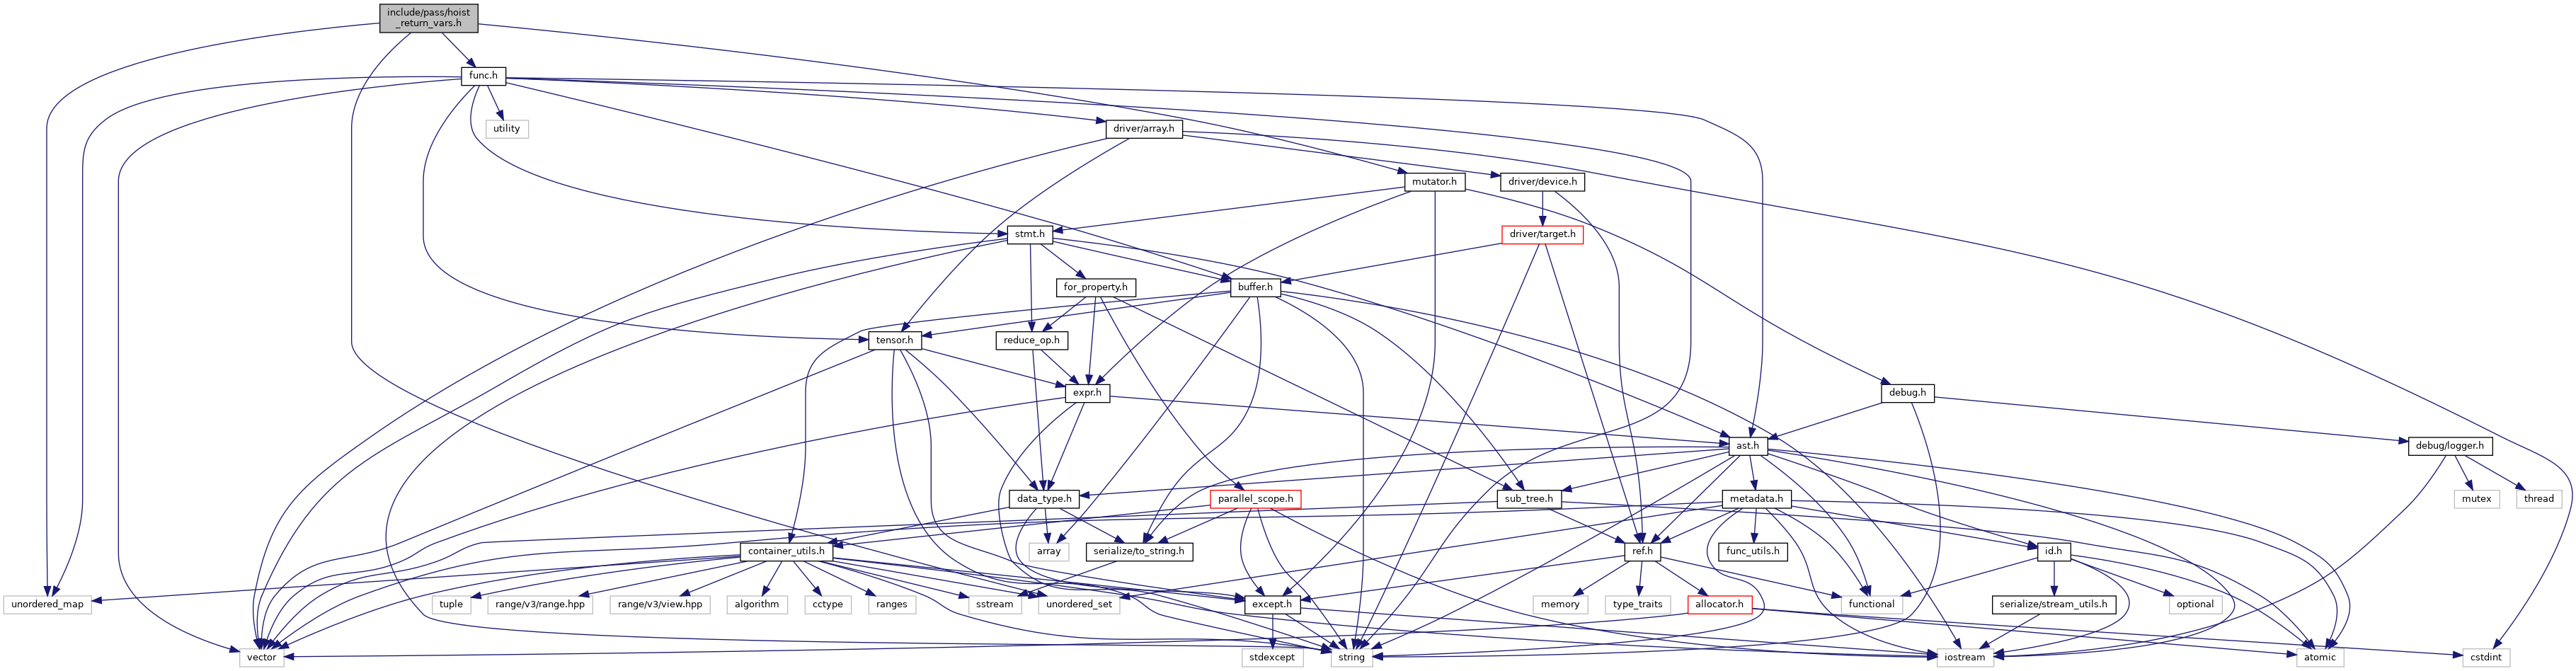 include/pass/hoist
_return_vars.h
func.h
utility
driver/array.h
mutator.h
driver/device.h
stmt.h
driver/target.h
for_property.h
buffer.h
tensor.h
reduce_op.h
expr.h
debug.h
ast.h
debug/logger.h
data_type.h
parallel_scope.h
sub_tree.h
metadata.h
mutex
thread
container_utils.h
array
serialize/to_string.h
ref.h
func_utils.h
id.h
unordered_map
tuple
range/v3/range.hpp
range/v3/view.hpp
algorithm
cctype
ranges
sstream
unordered_set
except.h
memory
type_traits
allocator.h
functional
serialize/stream_utils.h
optional
vector
stdexcept
string
iostream
atomic
cstdint